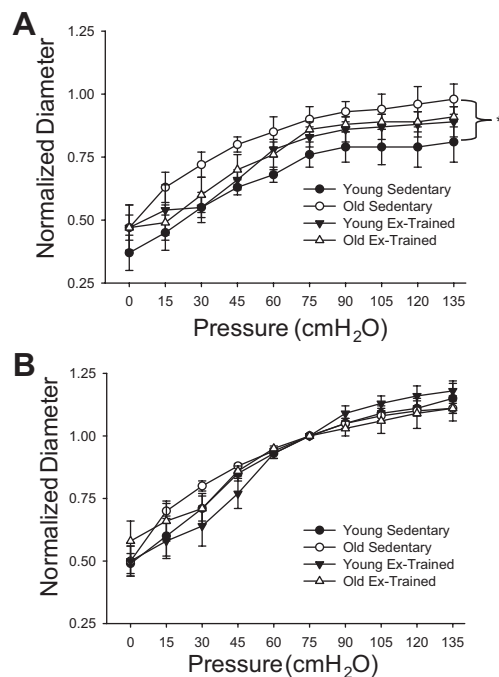 A
Normalized Diameter
1.25
1.00
0.75
0.50
0.25
*
Young Sedentary
Old Sedentary
Young Ex-Trained
Old Ex-Trained
0 15 30 45 60 75 90 105 120 135
Pressure (cmH₂O)
B
Normalized Diameter
1.25
1.00
0.75
0.50
0.25
Young Sedentary
Old Sedentary
Young Ex-Trained
Old Ex-Trained
0 15 30 45 60 75 90 105 120 135
Pressure (cmH₂O)